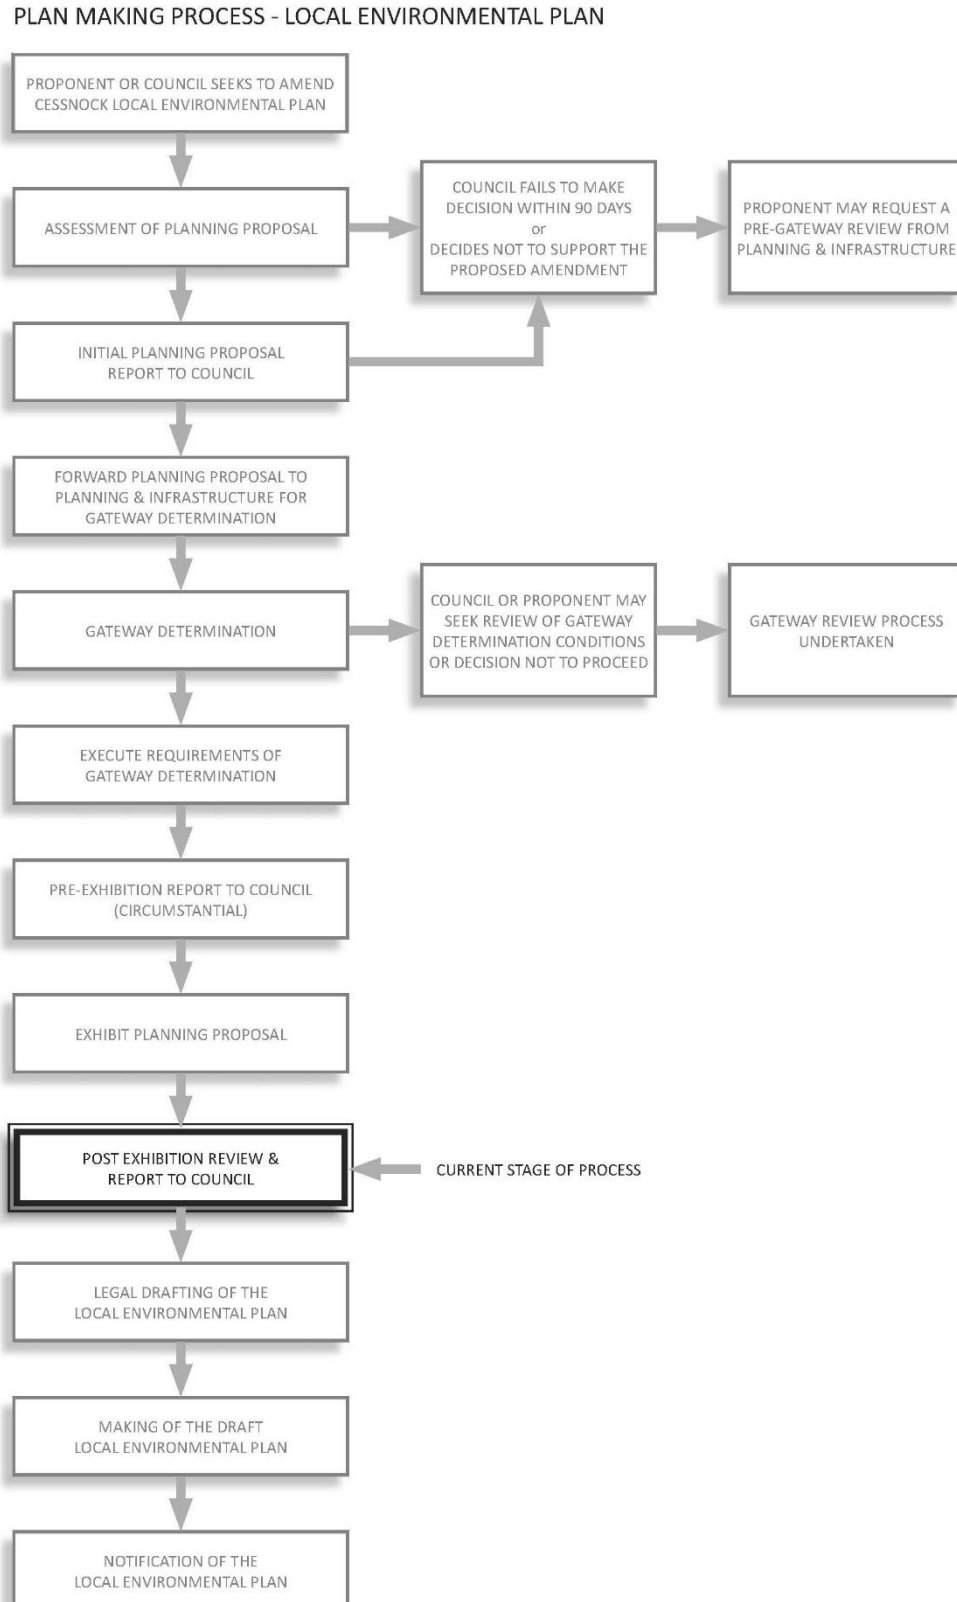 PLAN MAKING PROCESS - LOCAL ENVIRONMENTAL PLAN
PROPONENT OR COUNCIL SEEKS TO AMEND
CESSNOCK LOCAL ENVIRONMENTAL PLAN
ASSESSMENT OF PLANNING PROPOSAL
COUNCIL FAILS TO MAKE
DECISION WITHIN 90 DAYS
or
DECIDES NOT TO SUPPORT THE
PROPOSED AMENDMENT
PROPONENT MAY REQUEST A
PRE-GATEWAY REVIEW FROM
PLANNING & INFRASTRUCTURE
INITIAL PLANNING PROPOSAL
REPORT TO COUNCIL
FORWARD PLANNING PROPOSAL TO
PLANNING & INFRASTRUCTURE FOR
GATEWAY DETERMINATION
GATEWAY DETERMINATION
COUNCIL OR PROPONENT MAY
SEEK REVIEW OF GATEWAY
DETERMINATION CONDITIONS
OR DECISION NOT TO PROCEED
GATEWAY REVIEW PROCESS
UNDERTAKEN
EXECUTE REQUIREMENTS OF
GATEWAY DETERMINATION
PRE-EXHIBITION REPORT TO COUNCIL
(CIRCUMSTANTIAL)
EXHIBIT PLANNING PROPOSAL
POST EXHIBITION REVIEW &
REPORT TO COUNCIL
CURRENT STAGE OF PROCESS
LEGAL DRAFTING OF THE
LOCAL ENVIRONMENTAL PLAN
MAKING OF THE DRAFT
LOCAL ENVIRONMENTAL PLAN
NOTIFICATION OF THE
LOCAL ENVIRONMENTAL PLAN